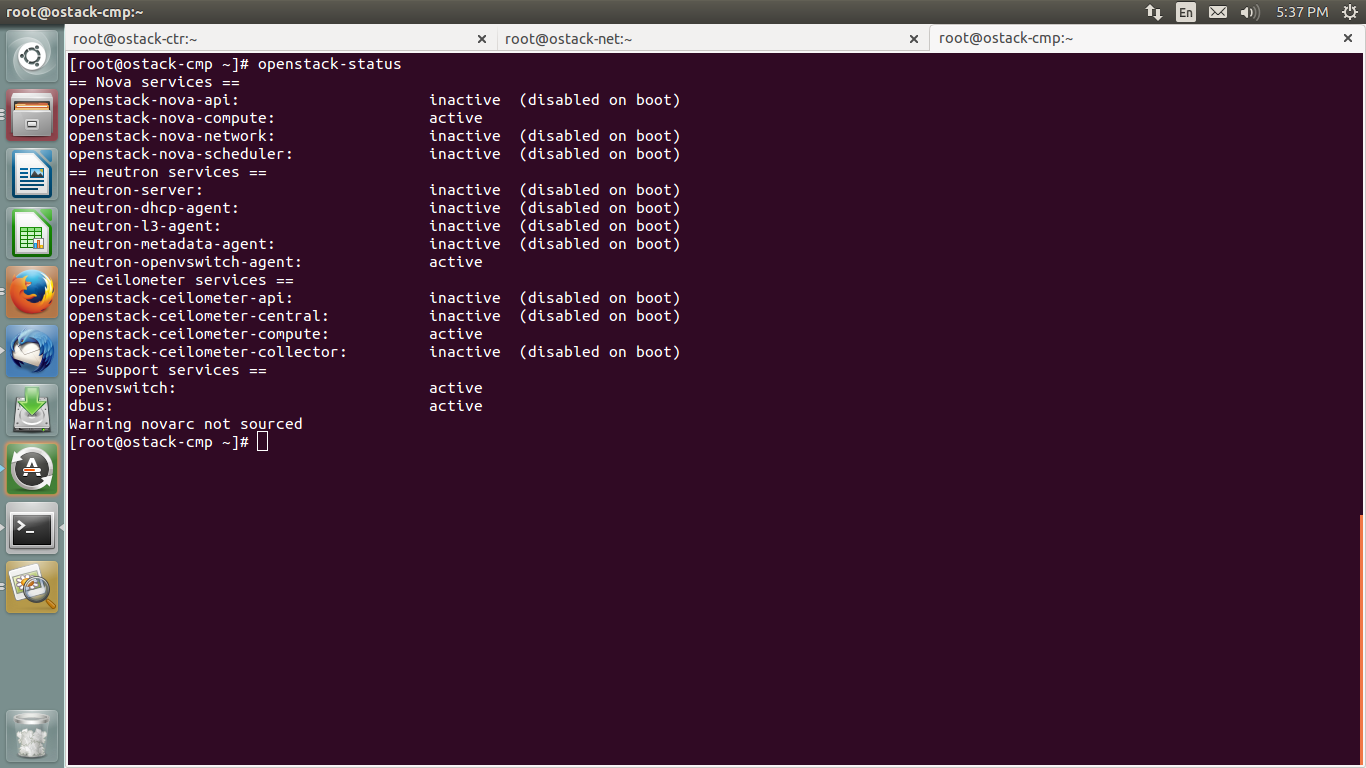 root@ostack-cmp:~
En
5:37 PM
root@ostack-ctr:~
root@ostack-net:~
root@ostack-cmp:~
[root@ostack-cmp ~]# openstack-status
== Nova services ==
openstack-nova-api: inactive (disabled on boot)
openstack-nova-compute: active
openstack-nova-network: inactive (disabled on boot)
openstack-nova-scheduler: inactive (disabled on boot)
== neutron services ==
neutron-server: inactive (disabled on boot)
neutron-dhcp-agent: inactive (disabled on boot)
neutron-l3-agent: inactive (disabled on boot)
neutron-metadata-agent: inactive (disabled on boot)
neutron-openvswitch-agent: active
== Ceilometer services ==
openstack-ceilometer-api: inactive (disabled on boot)
openstack-ceilometer-central: inactive (disabled on boot)
openstack-ceilometer-compute: active
openstack-ceilometer-collector: inactive (disabled on boot)
== Support services ==
openvswitch: active
dbus: active
Warning novarc not sourced
[root@ostack-cmp ~]#